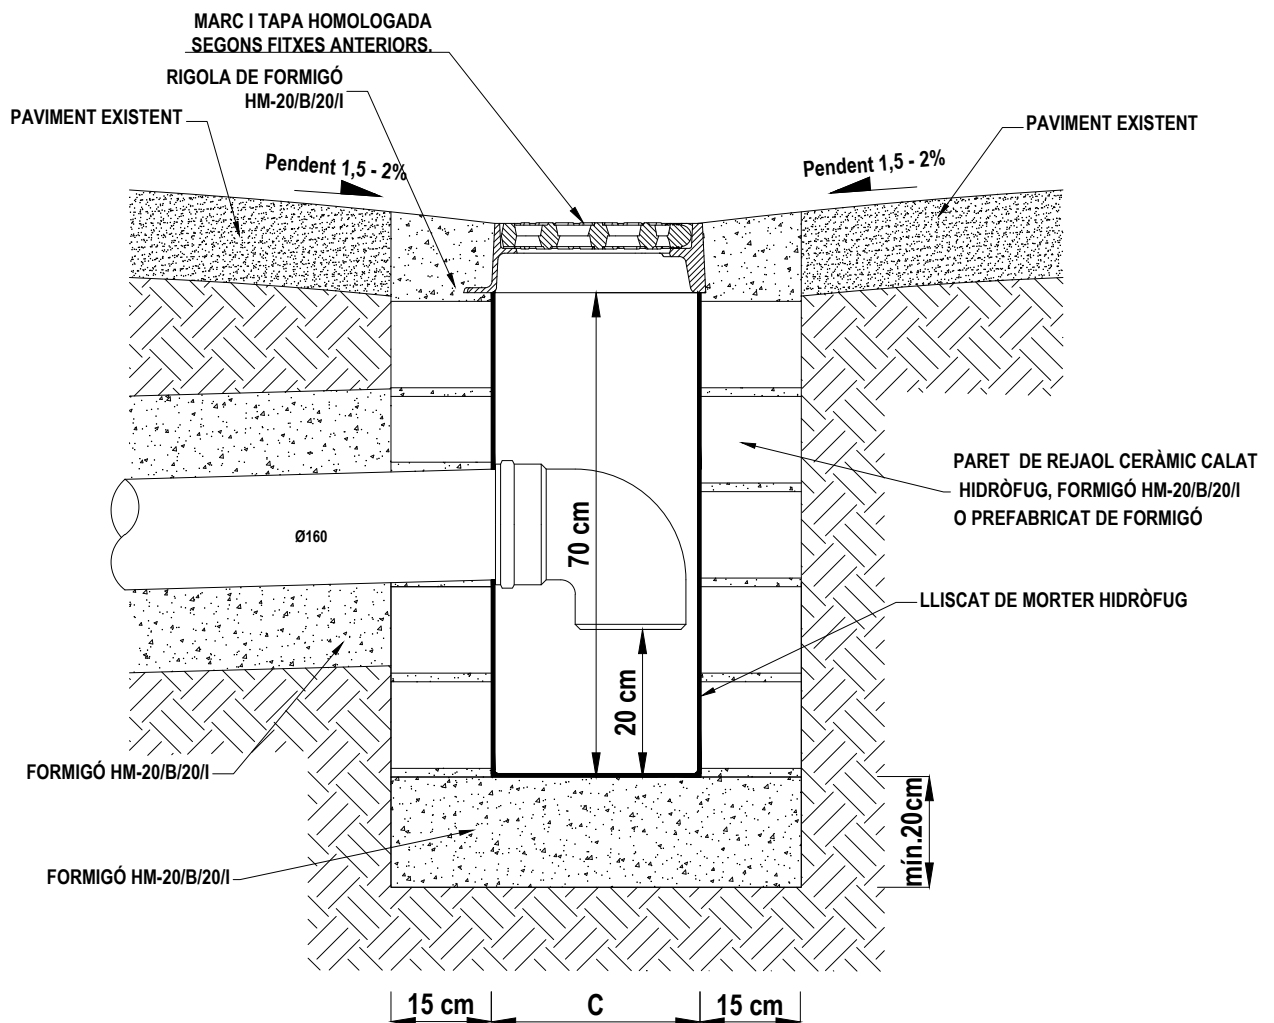 MARC I TAPA HOMOLOGADA
SEGONS FITXES ANTERIORS.
RIGOLA DE FORMIGÓ
HM-20/B/20/I
PAVIMENT EXISTENT
PAVIMENT EXISTENT
Pendent 1,5 - 2%
Pendent 1,5 - 2%
PARET DE REJAOL CERÀMIC CALAT
HIDRÒFUG, FORMIGÓ HM-20/B/20/I
O PREFABRICAT DE FORMIGÓ
Ø160
70 cm
LLISCAT DE MORTER HIDRÒFUG
20 cm
FORMIGÓ HM-20/B/20/I
mín.20cm
FORMIGÓ HM-20/B/20/I
15 cm
C
15 cm